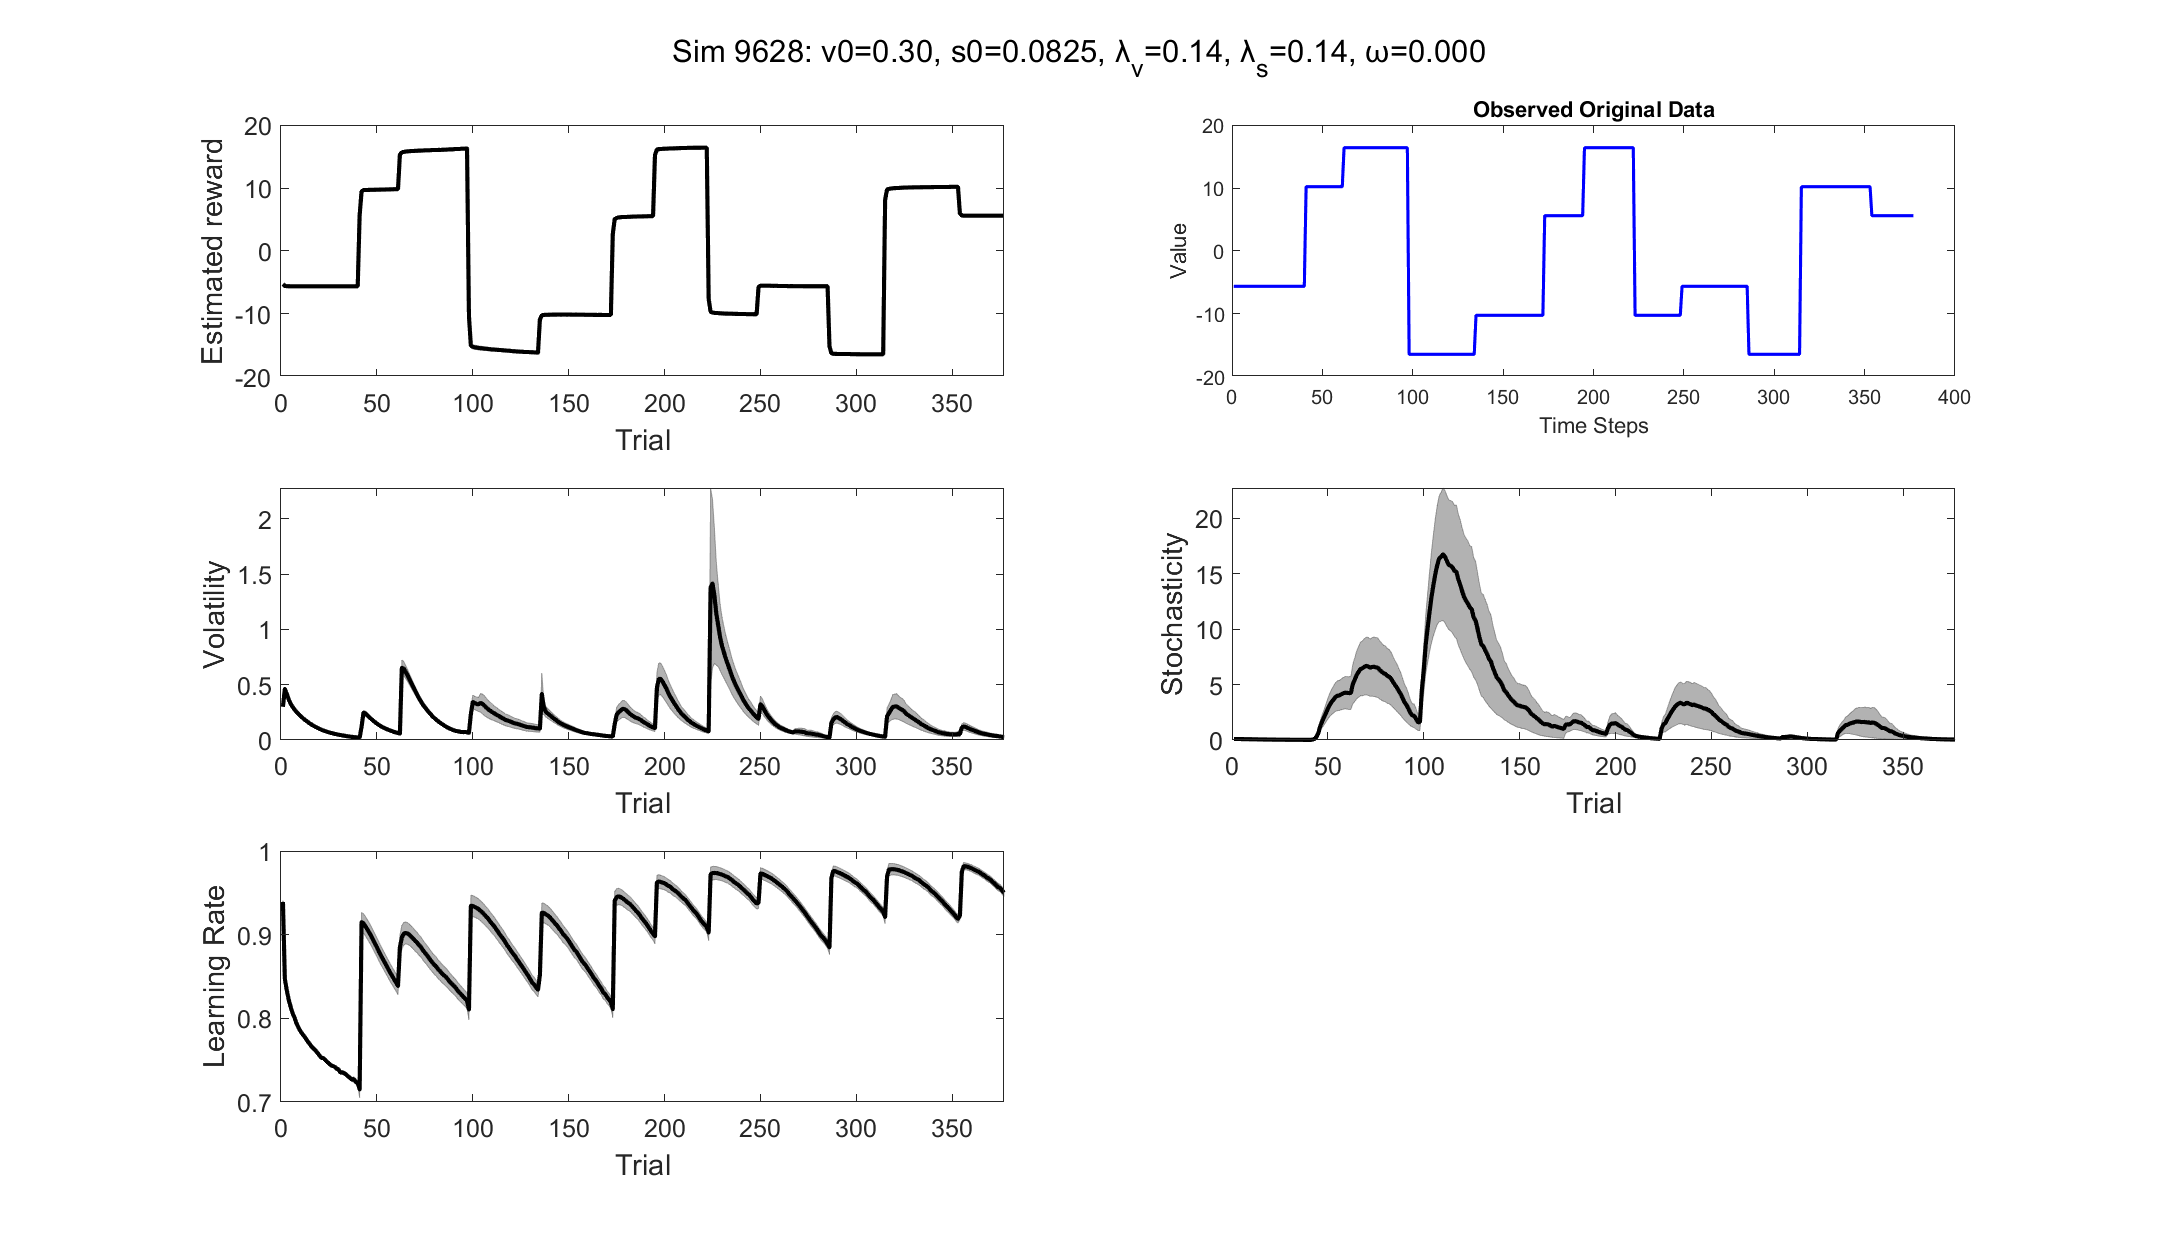 Sim 9628: v0=0.30, s0=0.0825, λ_v=0.14, λ_s=0.14, ω=0.000
20
10
0
-10
-20
Estimated reward
0 50 100 150 200 250 300 350
Trial
Observed Original Data
20
10
0
-10
-20
Value
0 50 100 150 200 250 300 350 400
Time Steps
2
1.5
1
0.5
0
Volatility
0 50 100 150 200 250 300 350
Trial
20
15
10
5
0
Stochasticity
0 50 100 150 200 250 300 350
Trial
1
0.9
0.8
0.7
Learning Rate
0 50 100 150 200 250 300 350
Trial